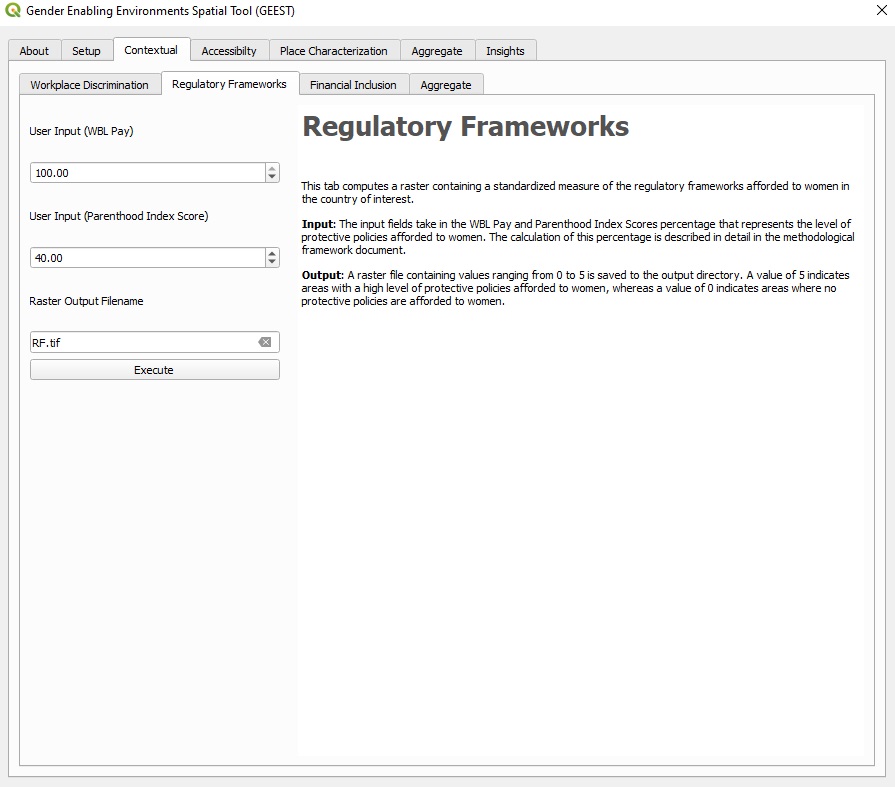 Gender Enabling Environments Spatial Tool (GEEST)
About Setup Contextual Accessibilty Place Characterization Aggregate Insights
Workplace Discrimination Regulatory Frameworks Financial Inclusion Aggregate
User Input (WBL Pay)
100.00
User Input (Parenthood Index Score)
40.00
Raster Output Filename
RF.tif
Execute
Regulatory Frameworks
This tab computes a raster containing a standardized measure of the regulatory frameworks afforded to women in
the country of interest.
Input: The input fields take in the WBL Pay and Parenthood Index Scores percentage that represents the level of
protective policies afforded to women. The calculation of this percentage is described in detail in the methodological
framework document.
Output: A raster file containing values ranging from 0 to 5 is saved to the output directory. A value of 5 indicates
areas with a high level of protective policies afforded to women, whereas a value of 0 indicates areas where no
protective policies are afforded to women.